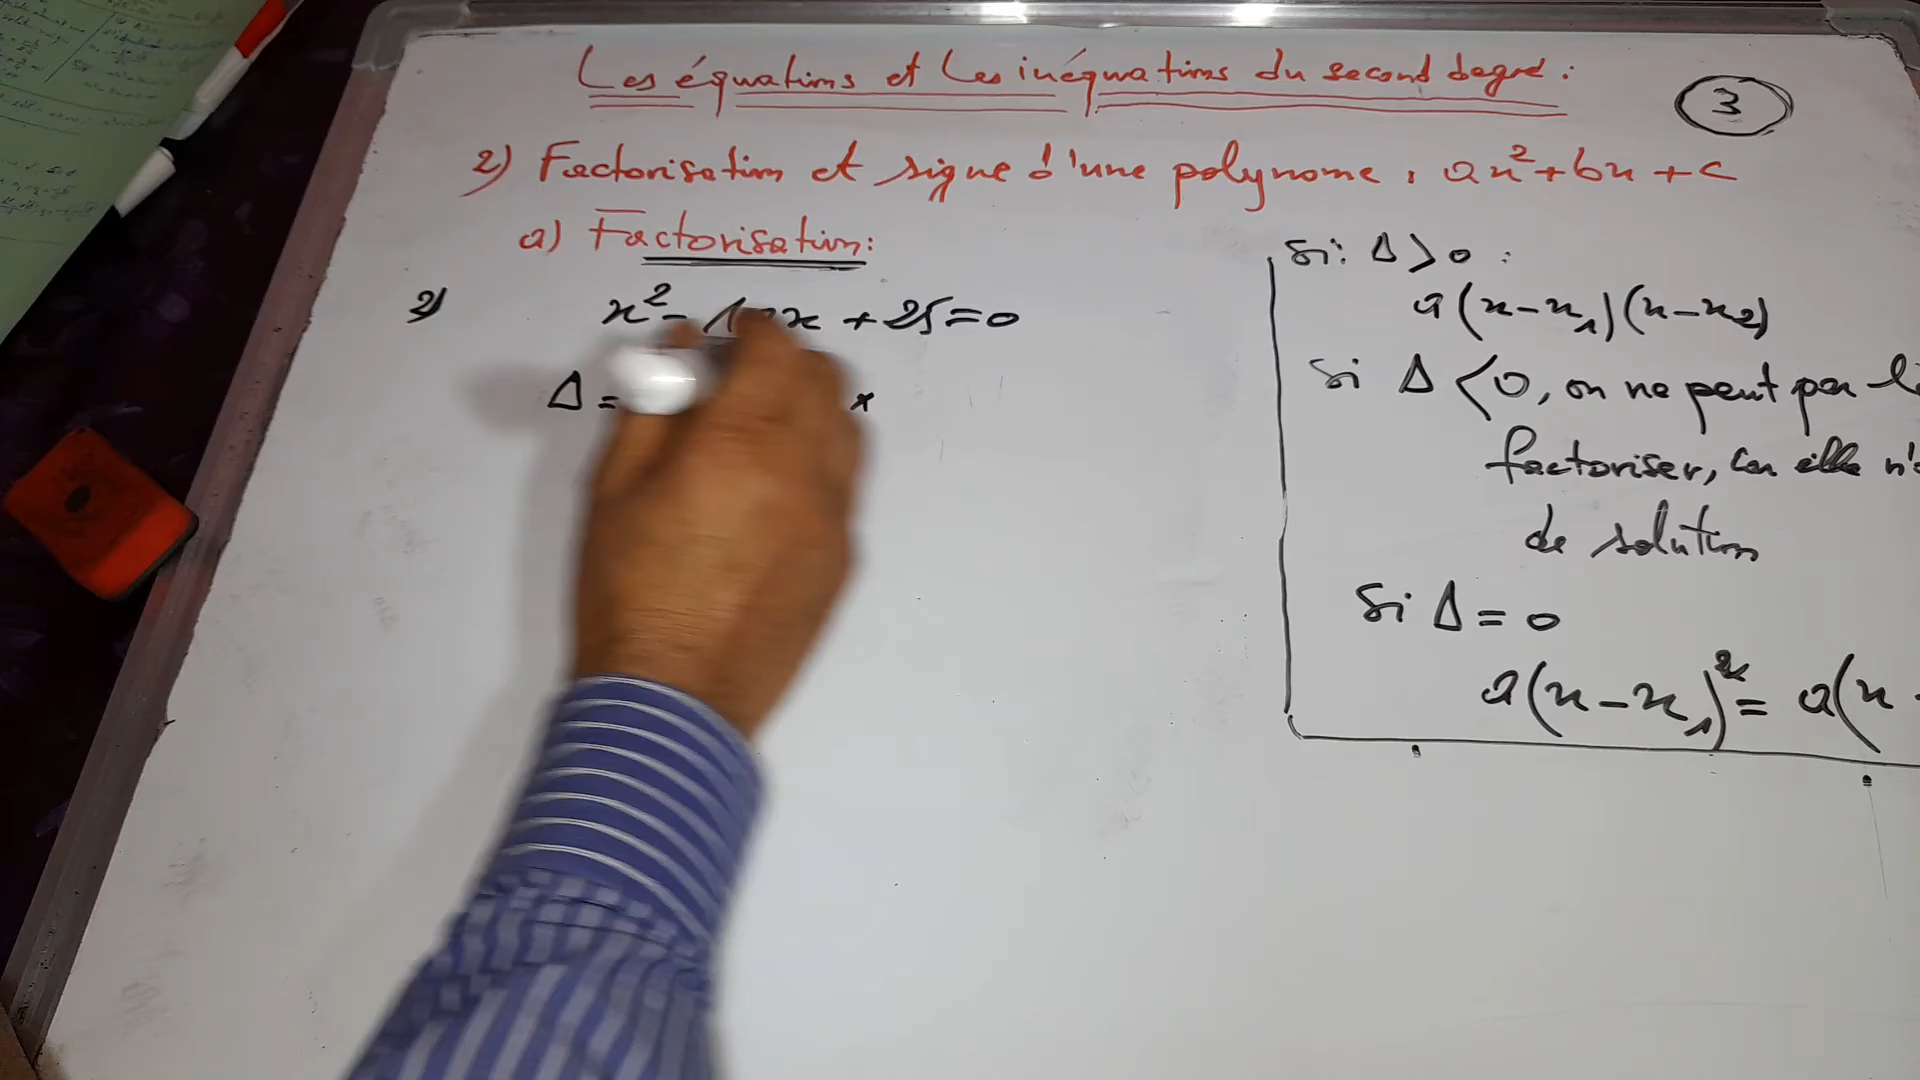 Les équations et les inéquations du second degré :
3
2) Factorisation et signe d'une polynome : ax²+bx+c
a) Factorisation:
Si: Δ > 0 :
a(x-x₁)(x-x₂)
Si Δ < 0, on ne peut pas
factoriser, car elle
de solution
Si Δ = 0
a(x-x₁)² = a(x
x² - 10x + 25 = 0
Δ =
×